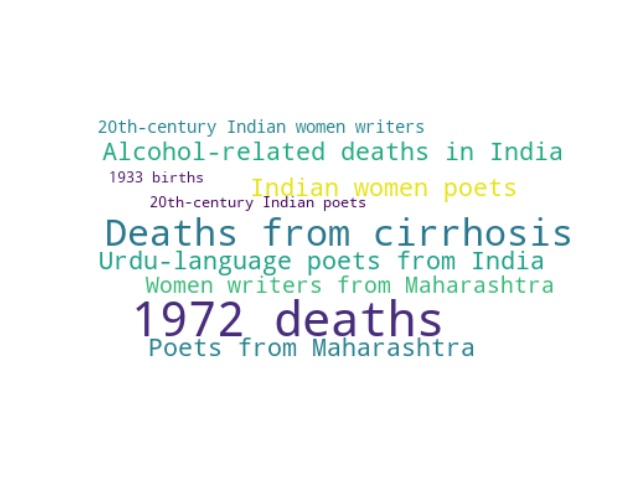 20th-century Indian women writers
Alcohol-related deaths in India
1933 births
Indian women poets
20th-century Indian poets
Deaths from cirrhosis
Urdu-language poets from India
Women writers from Maharashtra
1972 deaths
Poets from Maharashtra